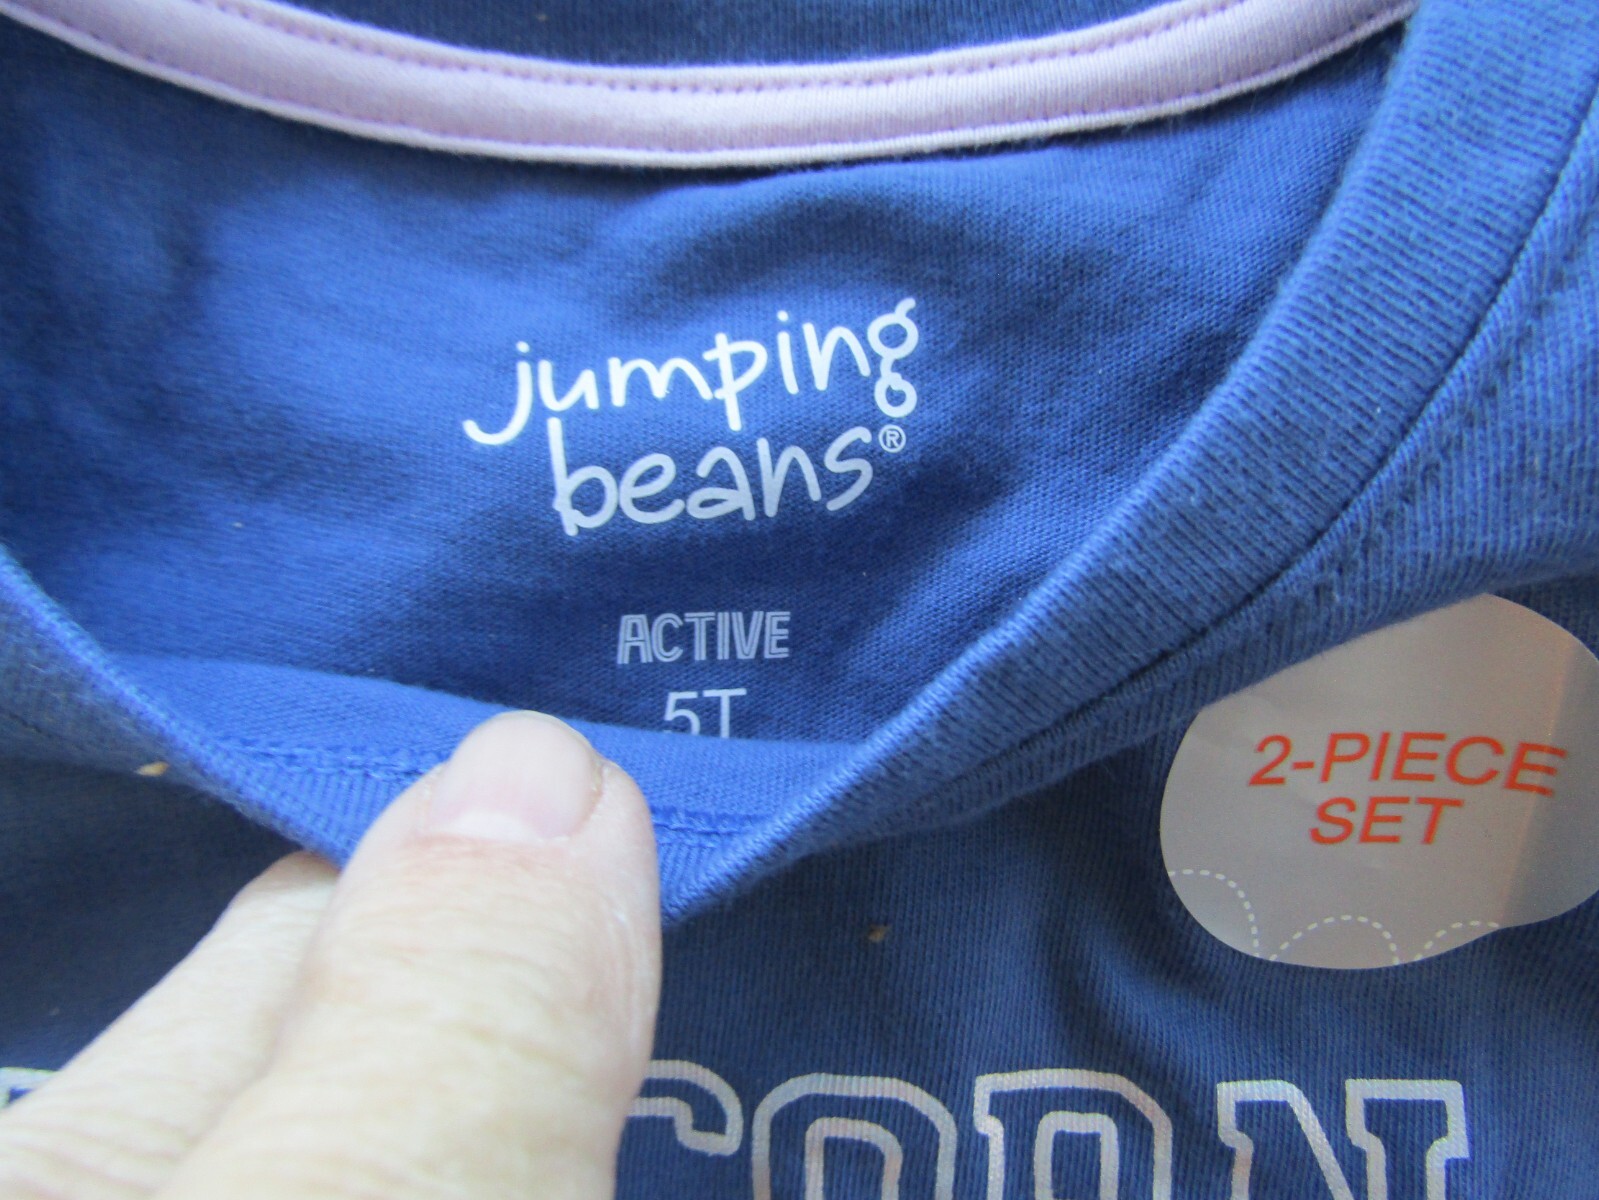 jumping
beans®
ACTIVE
5T
2-PIECE
SET